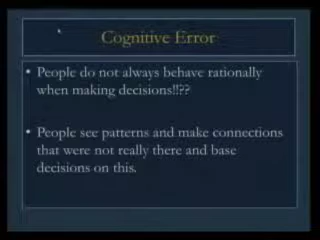 Cognitive Error
• People do not always behave rationally
when making decisions!!??
• People see patterns and make connections
that were not really there and base
decisions on this.